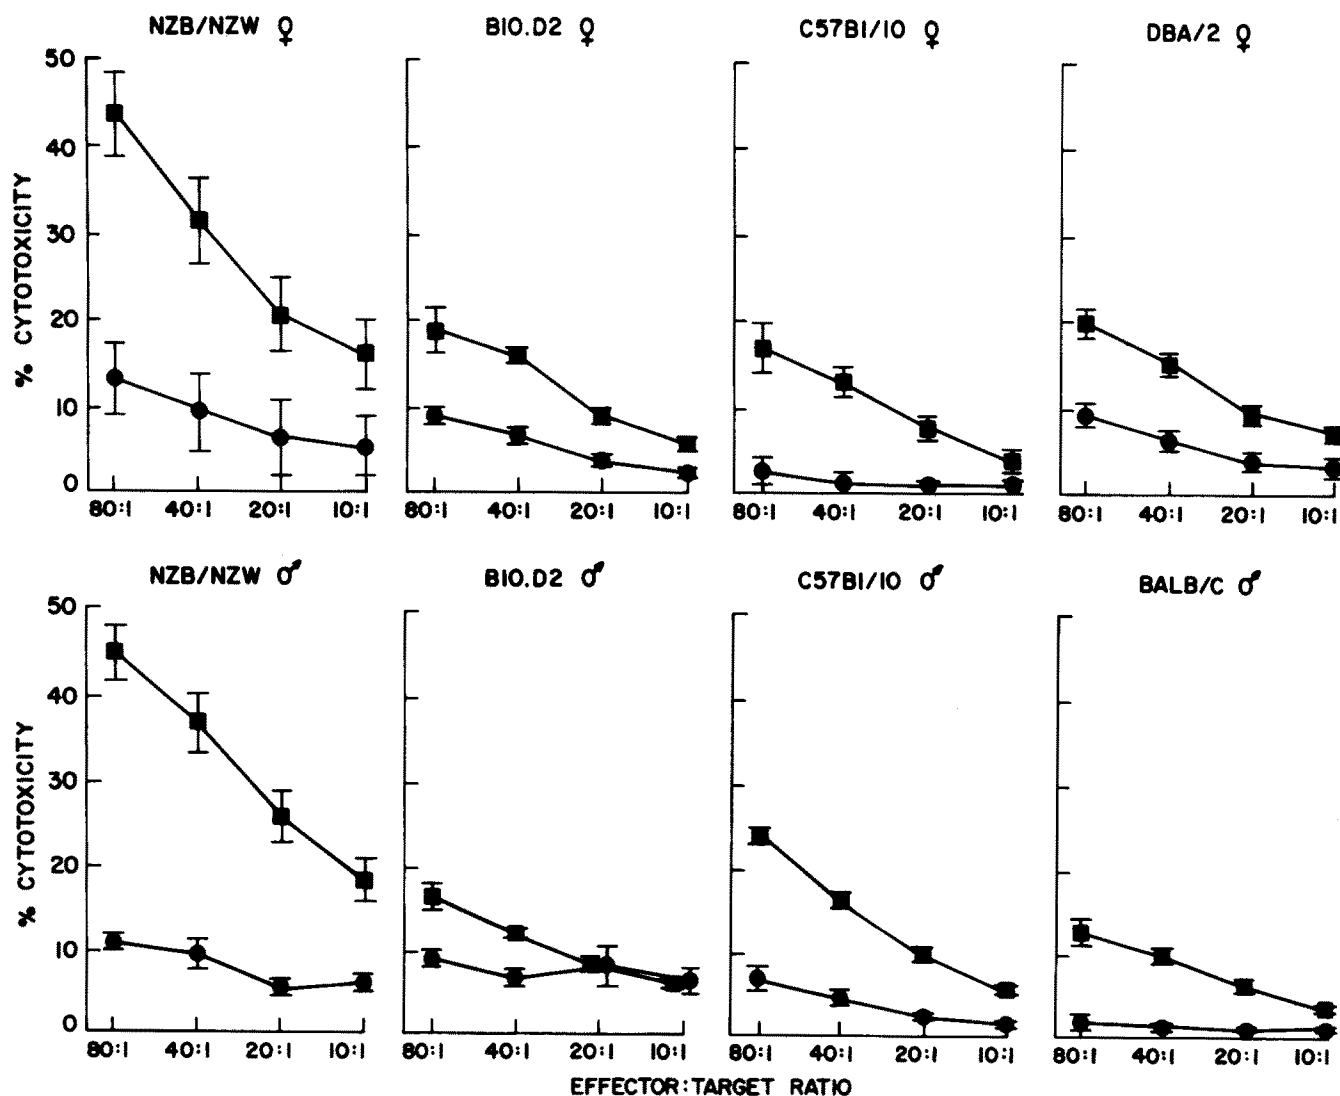 NZB/NZW ♀ B10.D2 ♀ C57B1/10 ♀ DBA/2 ♀
% CYTOTOXICITY
50
40
30
20
10
0
80:1 40:1 20:1 10:1 80:1 40:1 20:1 10:1 80:1 40:1 20:1 10:1 80:1 40:1 20:1 10:1
NZB/NZW ♂ B10.D2 ♂ C57B1/10 ♂ BALB/C ♂
% CYTOTOXICITY
50
40
30
20
10
0
80:1 40:1 20:1 10:1 80:1 40:1 20:1 10:1 80:1 40:1 20:1 10:1 80:1 40:1 20:1 10:1
EFFECTOR:TARGET RATIO